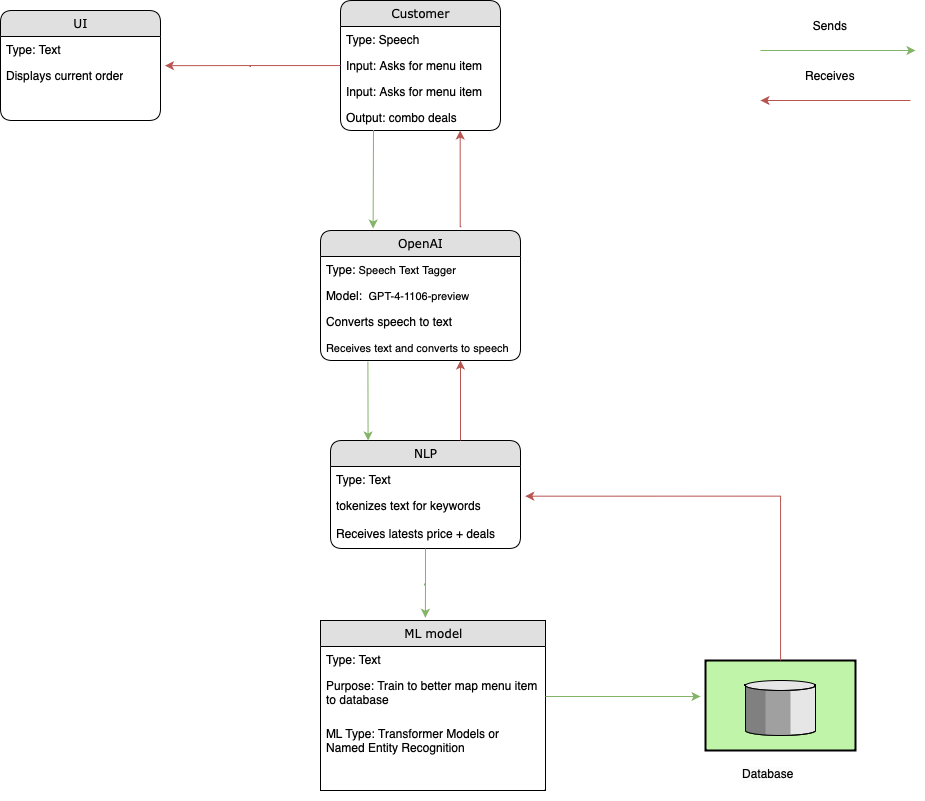 UI
Type: Text
Displays current order
Customer
Type: Speech
Input: Asks for menu item
Input: Asks for menu item
Output: combo deals
Sends
Receives
OpenAI
Type: Speech Text Tagger
Model: GPT-4-1106-preview
Converts speech to text
Receives text and converts to speech
NLP
Type: Text
tokenizes text for keywords
Receives latests price + deals
ML model
Type: Text
Purpose: Train to better map menu item
to database
ML Type: Transformer Models or
Named Entity Recognition
Database